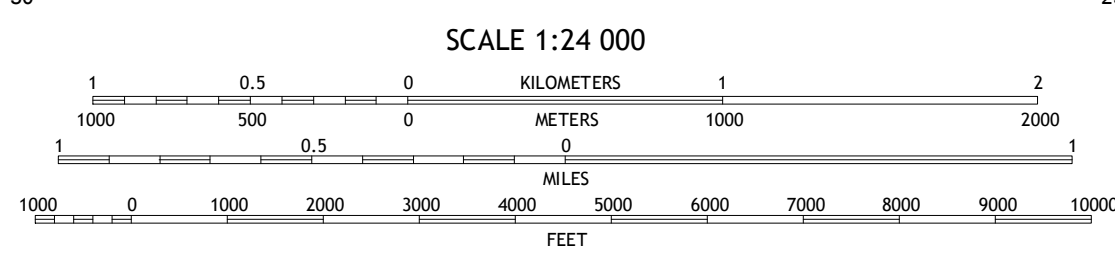 SCALE 1:24 000
1 0.5 0 KILOMETERS 1 2
1000 500 0 METERS 1000 2000
1 0.5 0 1
MILES
1000 0 1000 2000 3000 4000 5000 6000 7000 8000 9000 10000
FEET